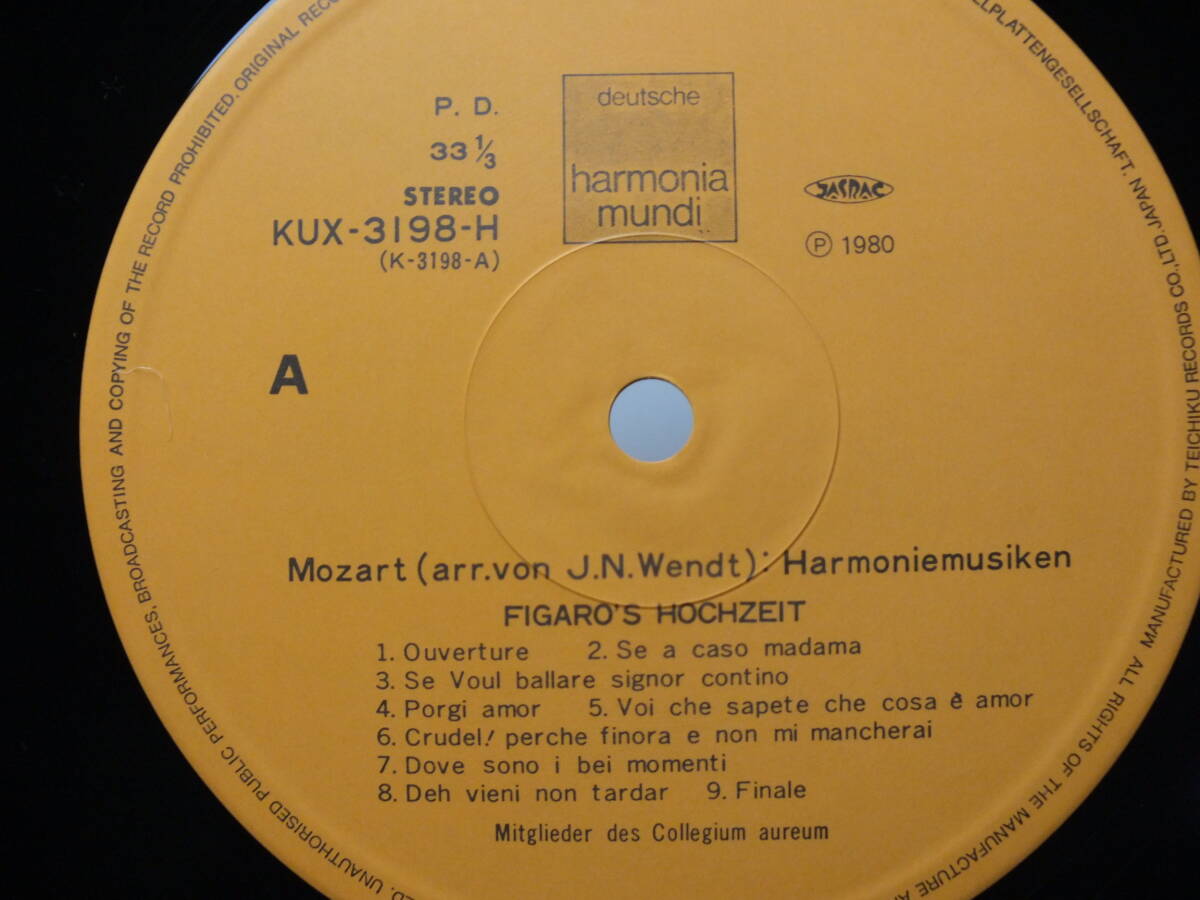 P. D.
33 1/3
STEREO
KUX-3198-H
(K-3198-A)
deutsche
harmonia
mundi
JASRAC
Ⓟ 1980
A
Mozart (arr.von J.N.Wendt): Harmoniemusiken
FIGARO'S HOCHZEIT
1. Ouverture 2. Se a caso madama
3. Se Voul ballare signor contino
4. Porgi amor 5. Voi che sapete che cosa è amor
6. Crudel! perche finora e non mi mancherai
7. Dove sono i bei momenti
8. Deh vieni non tardar 9. Finale
Mitglieder des Collegium aureum
UNAUTHORISED PUBLIC PERFORMANCES, BROADCASTING AND COPYING OF THE RECORD PROHIBITED. ORIGINAL
MANUFACTURED BY TEICHIKU RECORDS CO., LTD. JAPAN. ALL RIGHTS OF THE MANUFACTURE